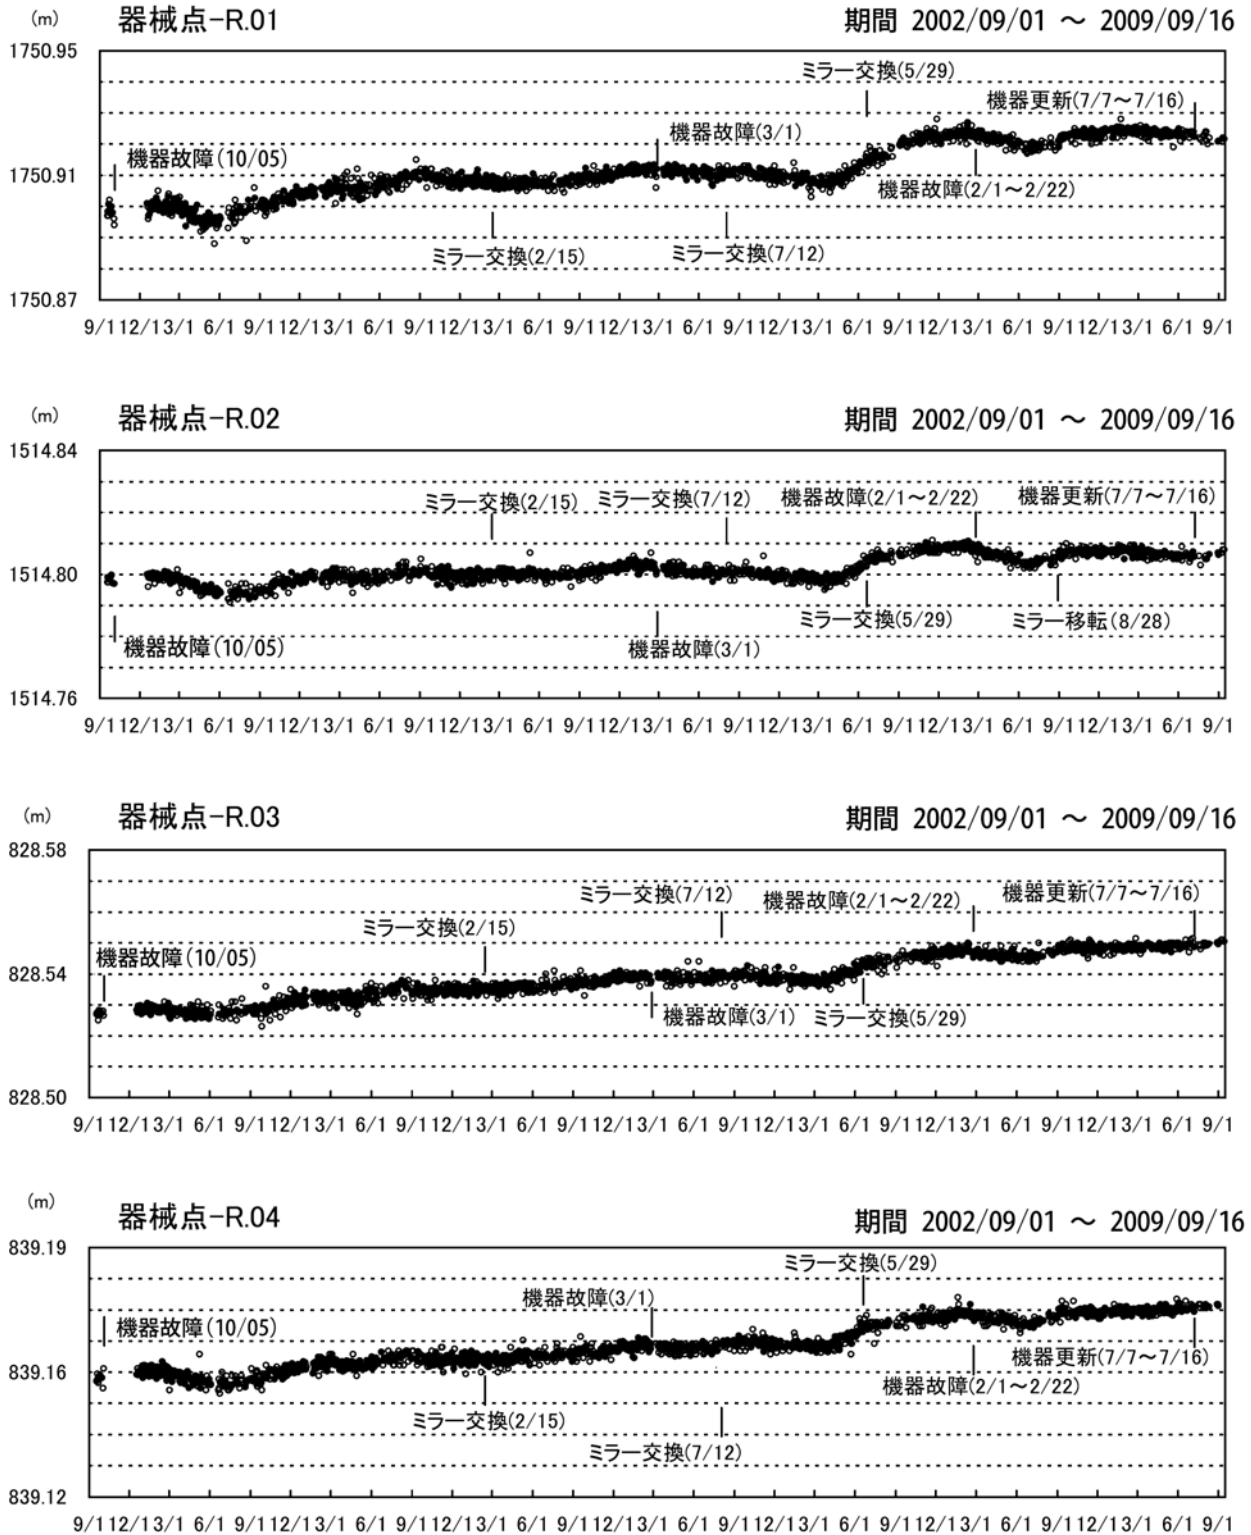 (m) 器械点-R.01 期間 2002/09/01 ～ 2009/09/16
1750.95
ミラー交換(5/29)
機器更新(7/7～7/16)
機器故障(3/1)
機器故障(10/05)
1750.91
機器故障(2/1～2/22)
ミラー交換(2/15) ミラー交換(7/12)
1750.87
9/1 12/1 3/1 6/1 9/1 12/1 3/1 6/1 9/1 12/1 3/1 6/1 9/1 12/1 3/1 6/1 9/1 12/1 3/1 6/1 9/1 12/1 3/1 6/1 9/1 12/1 3/1 6/1 9/1
(m) 器械点-R.02 期間 2002/09/01 ～ 2009/09/16
1514.84
ミラー交換(2/15) ミラー交換(7/12) 機器故障(2/1～2/22) 機器更新(7/7～7/16)
1514.80
ミラー交換(5/29) ミラー移転(8/28)
機器故障(10/05) 機器故障(3/1)
1514.76
9/1 12/1 3/1 6/1 9/1 12/1 3/1 6/1 9/1 12/1 3/1 6/1 9/1 12/1 3/1 6/1 9/1 12/1 3/1 6/1 9/1 12/1 3/1 6/1 9/1 12/1 3/1 6/1 9/1
(m) 器械点-R.03 期間 2002/09/01 ～ 2009/09/16
828.58
ミラー交換(7/12) 機器故障(2/1～2/22) 機器更新(7/7～7/16)
ミラー交換(2/15)
機器故障(10/05)
828.54
機器故障(3/1) ミラー交換(5/29)
828.50
9/1 12/1 3/1 6/1 9/1 12/1 3/1 6/1 9/1 12/1 3/1 6/1 9/1 12/1 3/1 6/1 9/1 12/1 3/1 6/1 9/1 12/1 3/1 6/1 9/1 12/1 3/1 6/1 9/1
(m) 器械点-R.04 期間 2002/09/01 ～ 2009/09/16
839.19
ミラー交換(5/29)
機器故障(3/1)
機器故障(10/05)
機器更新(7/7～7/16)
839.16
機器故障(2/1～2/22)
ミラー交換(2/15)
ミラー交換(7/12)
839.12
9/1 12/1 3/1 6/1 9/1 12/1 3/1 6/1 9/1 12/1 3/1 6/1 9/1 12/1 3/1 6/1 9/1 12/1 3/1 6/1 9/1 12/1 3/1 6/1 9/1 12/1 3/1 6/1 9/1